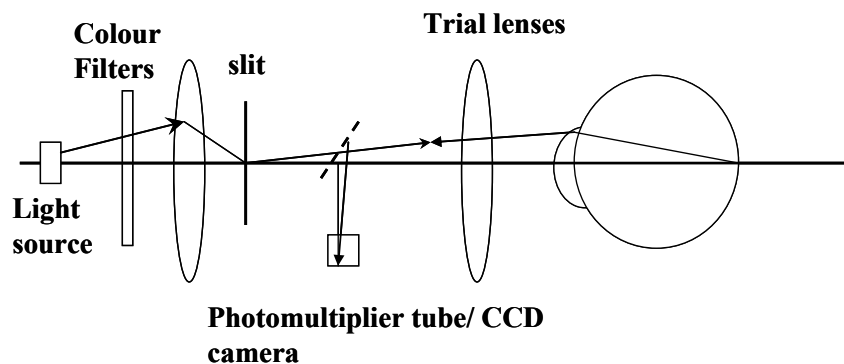 Colour
Filters
slit
Trial lenses
Light
source
Photomultiplier tube/ CCD
camera